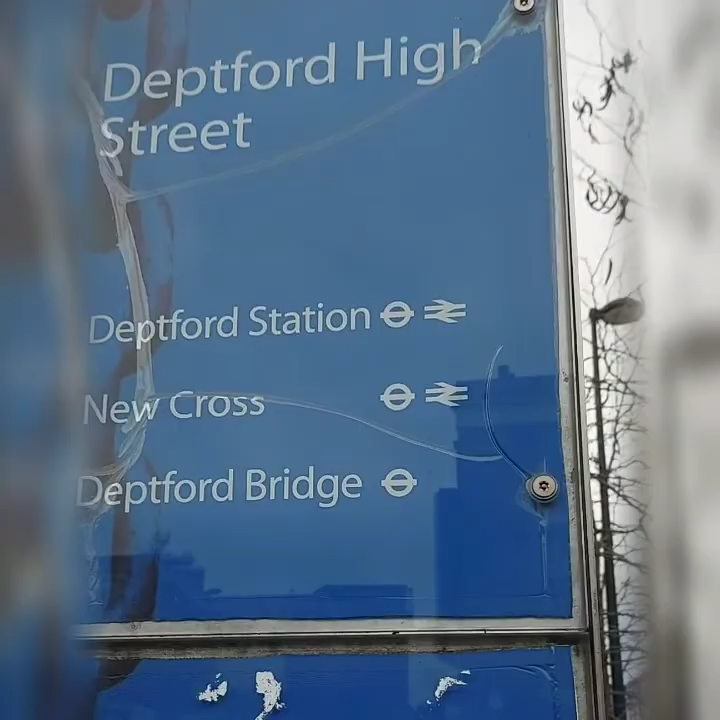 Deptford High
Street
Deptford Station
New Cross
Deptford Bridge